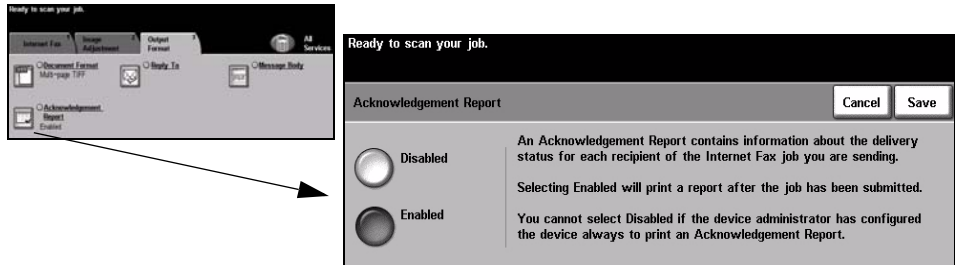 Ready to scan your job.
Internet Fax 1
Image Adjustment 2
Output Format 3
All Services
Document Format
Multi-page TIFF
Reply To
Message Body
Acknowledgement Report
Enabled
Ready to scan your job.
Acknowledgement Report
Cancel
Save
Disabled
Enabled
An Acknowledgement Report contains information about the delivery
status for each recipient of the Internet Fax job you are sending.
Selecting Enabled will print a report after the job has been submitted.
You cannot select Disabled if the device administrator has configured
the device always to print an Acknowledgement Report.